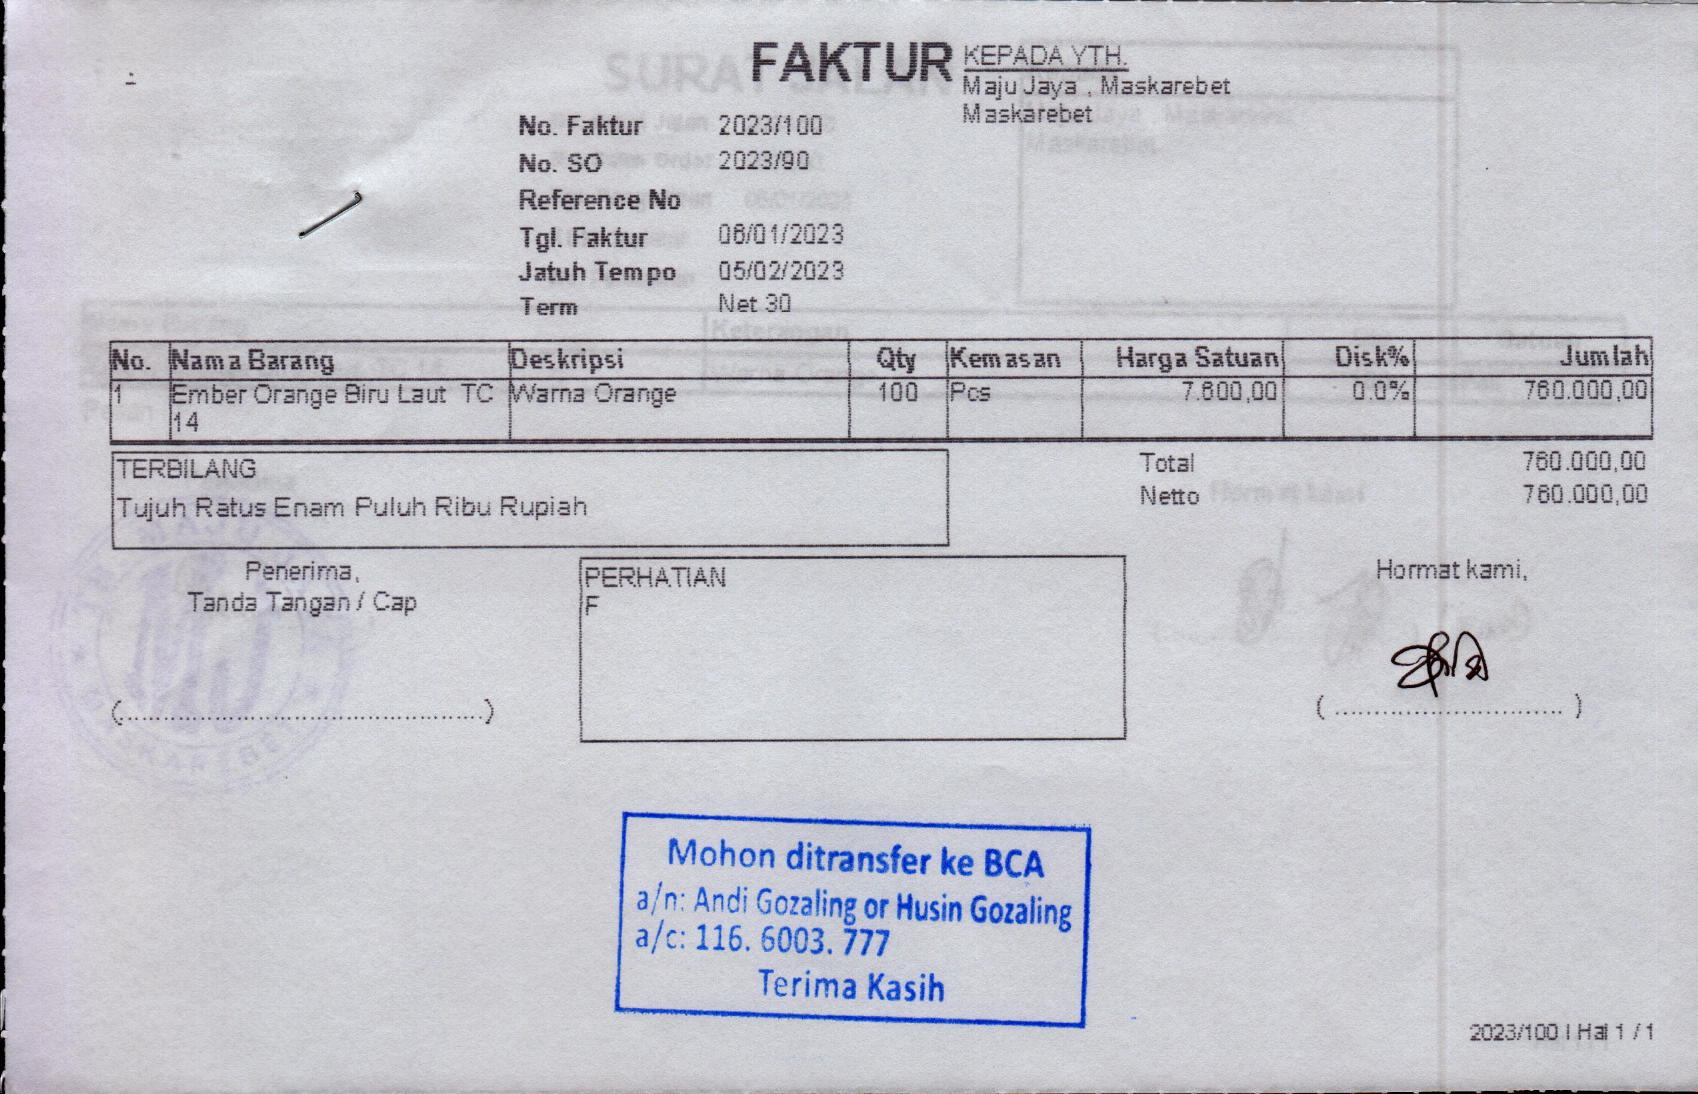 FAKTUR
KEPADA YTH.
Maju Jaya , Maskarebet
Maskarebet
No. Faktur 2023/100
No. SO 2023/90
Reference No
Tgl. Faktur 06/01/2023
Jatuh Tempo 05/02/2023
Term Net 30
No. Nama Barang Deskripsi Qty Kemasan Harga Satuan Disk% Jumlah
1 Ember Orange Biru Laut TC Warna Orange 100 Pcs 7.600,00 0.0% 760.000,00
14
TERBILANG
Tujuh Ratus Enam Puluh Ribu Rupiah
Total 760.000,00
Netto 760.000,00
Penerima,
Tanda Tangan / Cap
(..............................................)
PERHATIAN
F
Hormat kami,
( ............................. )
Mohon ditransfer ke BCA
a/n: Andi Gozaling or Husin Gozaling
a/c: 116. 6003. 777
Terima Kasih
2023/100 | Hal 1 / 1